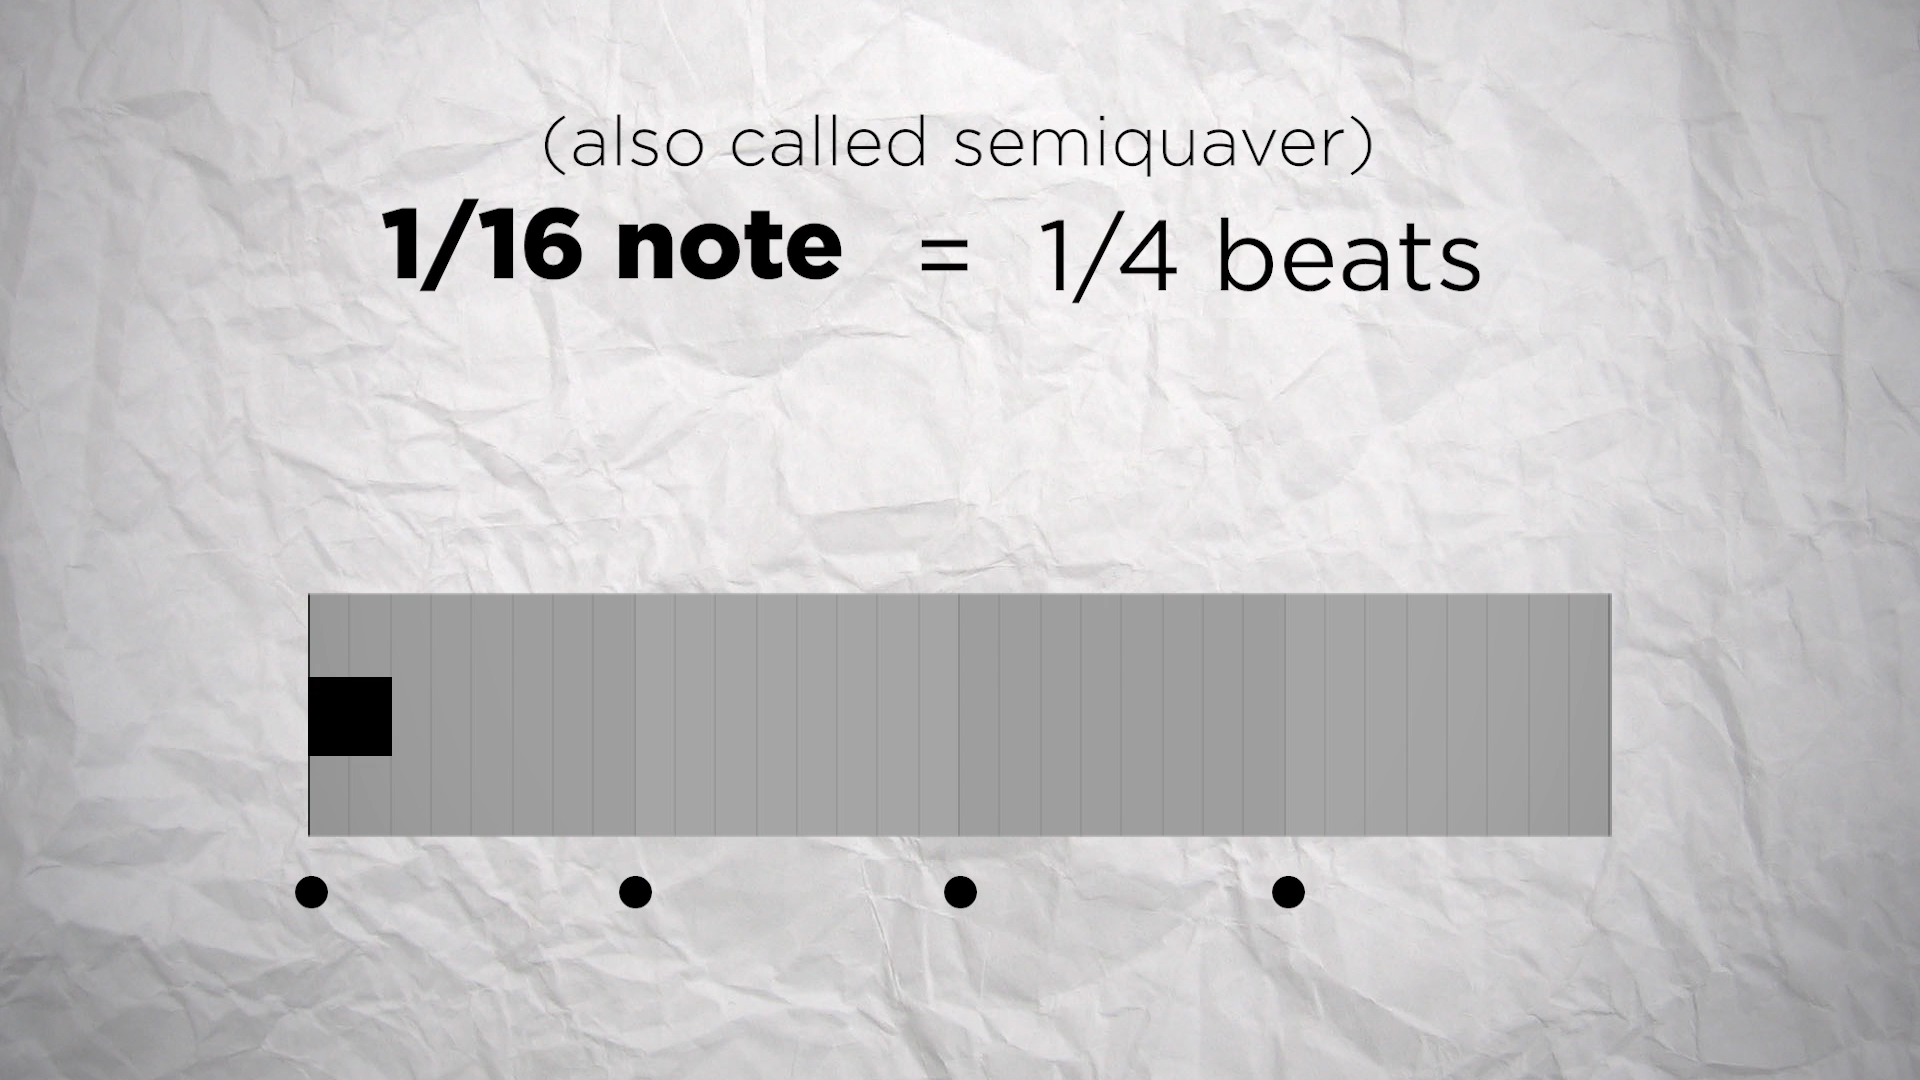 (also called semiquaver)
1/16 note = 1/4 beats